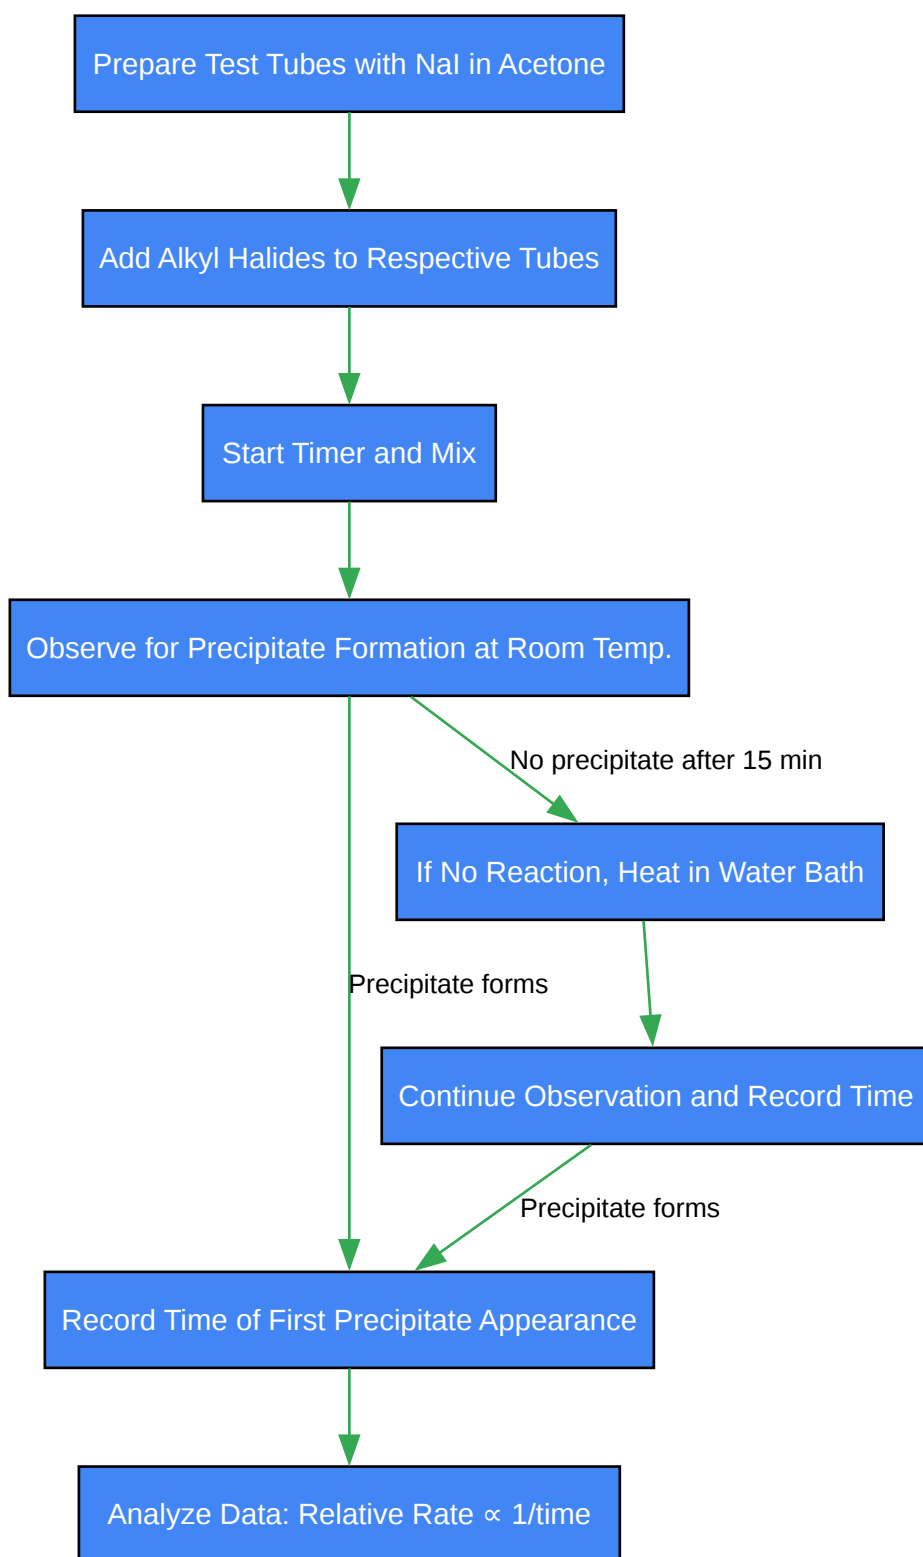 Prepare Test Tubes with NaI in Acetone
Add Alkyl Halides to Respective Tubes
Start Timer and Mix
Observe for Precipitate Formation at Room Temp.
No precipitate after 15 min
If No Reaction, Heat in Water Bath
Precipitate forms
Continue Observation and Record Time
Precipitate forms
Record Time of First Precipitate Appearance
Analyze Data: Relative Rate ∝ 1/time